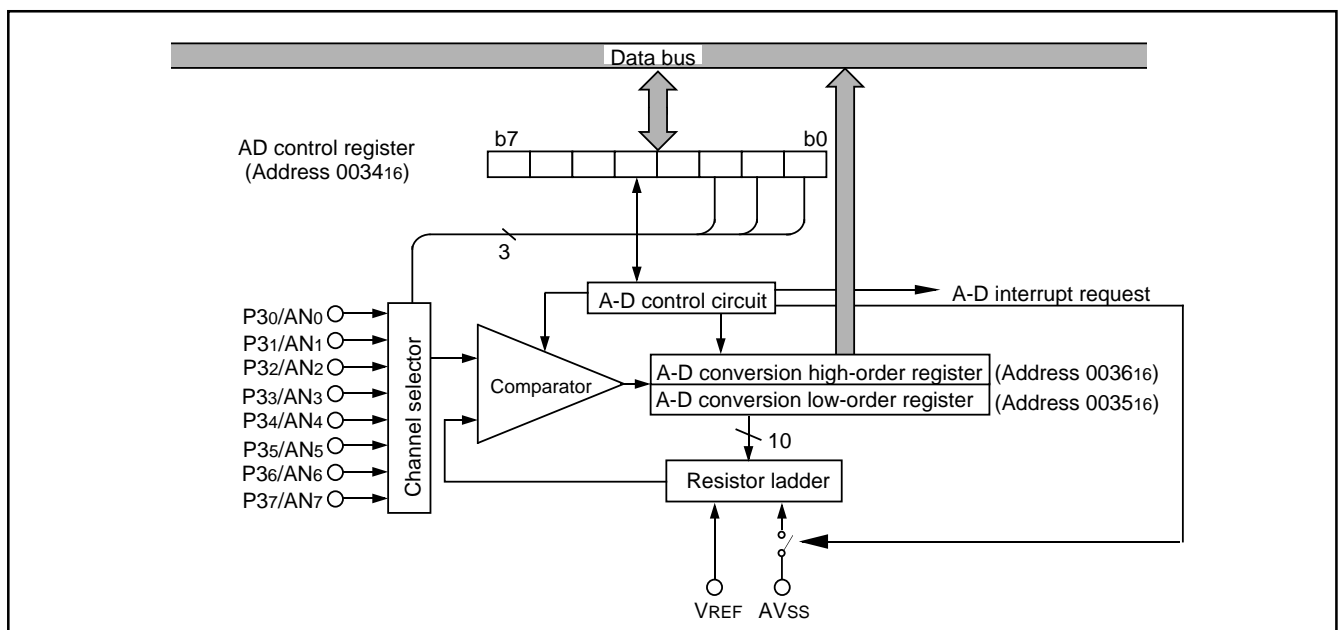 Data bus
b7 b0
AD control register
(Address 003416)
3
A-D control circuit
A-D interrupt request
P30/AN0
P31/AN1
P32/AN2
P33/AN3
P34/AN4
P35/AN5
P36/AN6
P37/AN7
Channel selector
Comparator
A-D conversion high-order register (Address 003616)
A-D conversion low-order register (Address 003516)
10
Resistor ladder
VREF AVSS